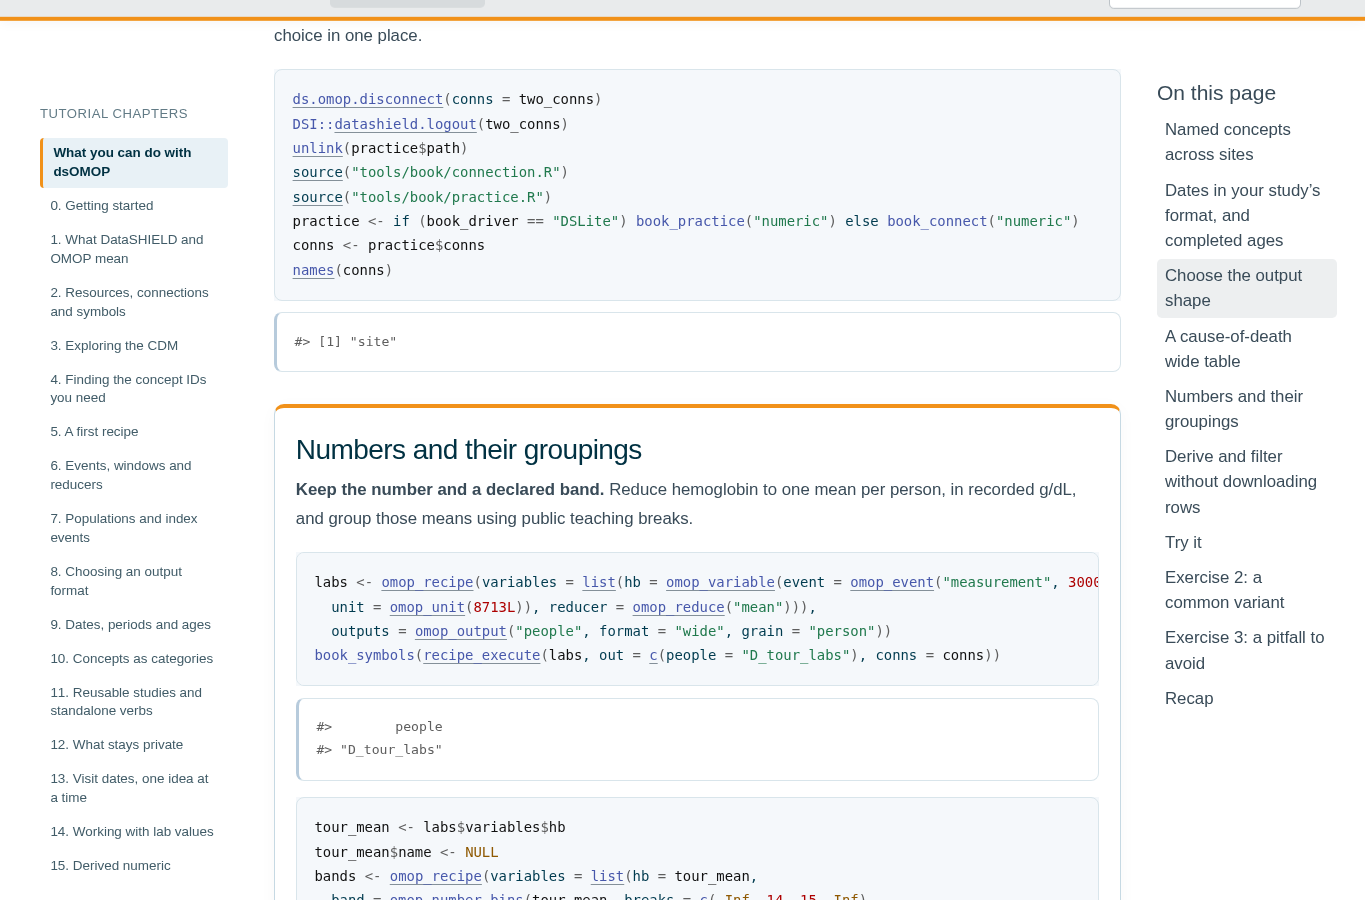 choice in one place.
TUTORIAL CHAPTERS
What you can do with
dsOMOP
0. Getting started
1. What DataSHIELD and
OMOP mean
2. Resources, connections
and symbols
3. Exploring the CDM
4. Finding the concept IDs
you need
5. A first recipe
6. Events, windows and
reducers
7. Populations and index
events
8. Choosing an output
format
9. Dates, periods and ages
10. Concepts as categories
11. Reusable studies and
standalone verbs
12. What stays private
13. Visit dates, one idea at
a time
14. Working with lab values
15. Derived numeric
ds.omop.disconnect(conns = two_conns)
DSI::datashield.logout(two_conns)
unlink(practice$path)
source("tools/book/connection.R")
source("tools/book/practice.R")
practice <- if (book_driver == "DSLite") book_practice("numeric") else book_connect("numeric")
conns <- practice$conns
names(conns)
#> [1] "site"
Numbers and their groupings
Keep the number and a declared band. Reduce hemoglobin to one mean per person, in recorded g/dL,
and group those means using public teaching breaks.
labs <- omop_recipe(variables = list(hb = omop_variable(event = omop_event("measurement", 3000
  unit = omop_unit(8713L)), reducer = omop_reduce("mean"))),
  outputs = omop_output("people", format = "wide", grain = "person"))
book_symbols(recipe_execute(labs, out = c(people = "D_tour_labs"), conns = conns))
#>        people
#> "D_tour_labs"
tour_mean <- labs$variables$hb
tour_mean$name <- NULL
bands <- omop_recipe(variables = list(hb = tour_mean,
  band = omop_number_bins(tour_mean, breaks = c(-Inf, 14, 15, Inf),
On this page
Named concepts
across sites
Dates in your study’s
format, and
completed ages
Choose the output
shape
A cause-of-death
wide table
Numbers and their
groupings
Derive and filter
without downloading
rows
Try it
Exercise 2: a
common variant
Exercise 3: a pitfall to
avoid
Recap